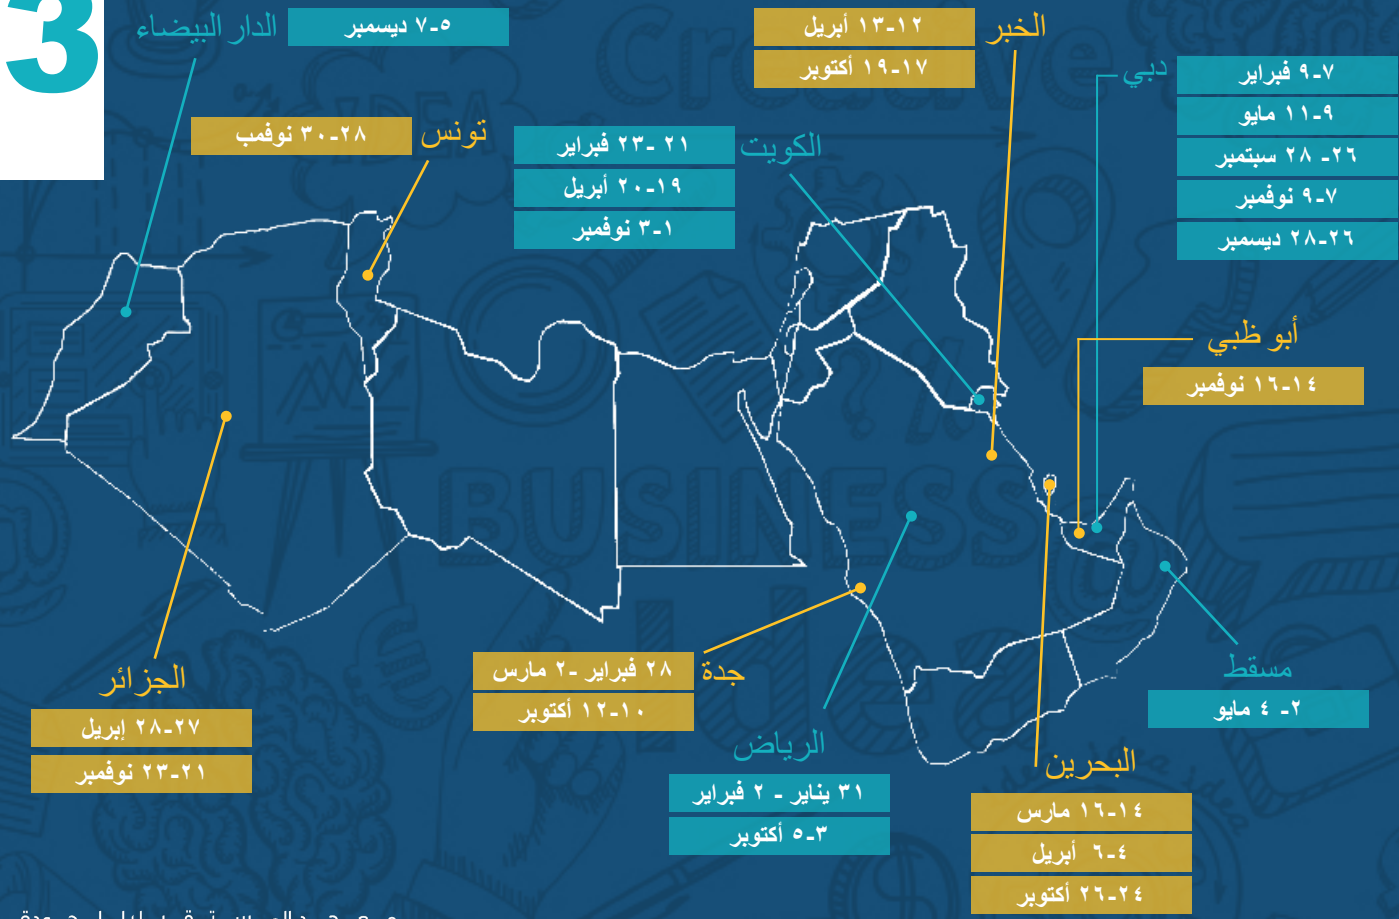 3
الدار البيضاء
٥-٧ ديسمبر
الخبر
١٢-١٣ أبريل
١٧-١٩ أكتوبر
دبي
٧-٩ فبراير
٩-١١ مايو
٢٦- ٢٨ سبتمبر
٧-٩ نوفمبر
٢٦-٢٨ ديسمبر
تونس
٢٨-٣٠ نوفمب
الكويت
٢١ -٢٣ فبراير
١٩-٢٠ أبريل
١-٣ نوفمبر
أبو ظبي
١٤-١٦ نوفمبر
الجزائر
٢٧-٢٨ إبريل
٢١-٢٣ نوفمبر
جدة
٢٨ فبراير -٢ مارس
١٠-١٢ أكتوبر
الرياض
٣١ يناير - ٢ فبراير
٣-٥ أكتوبر
مسقط
٢- ٤ مايو
البحرين
١٤-١٦ مارس
٤-٦ أبريل
٢٤-٢٦ أكتوبر
Creative
IDEA
BUSINESS
Idea